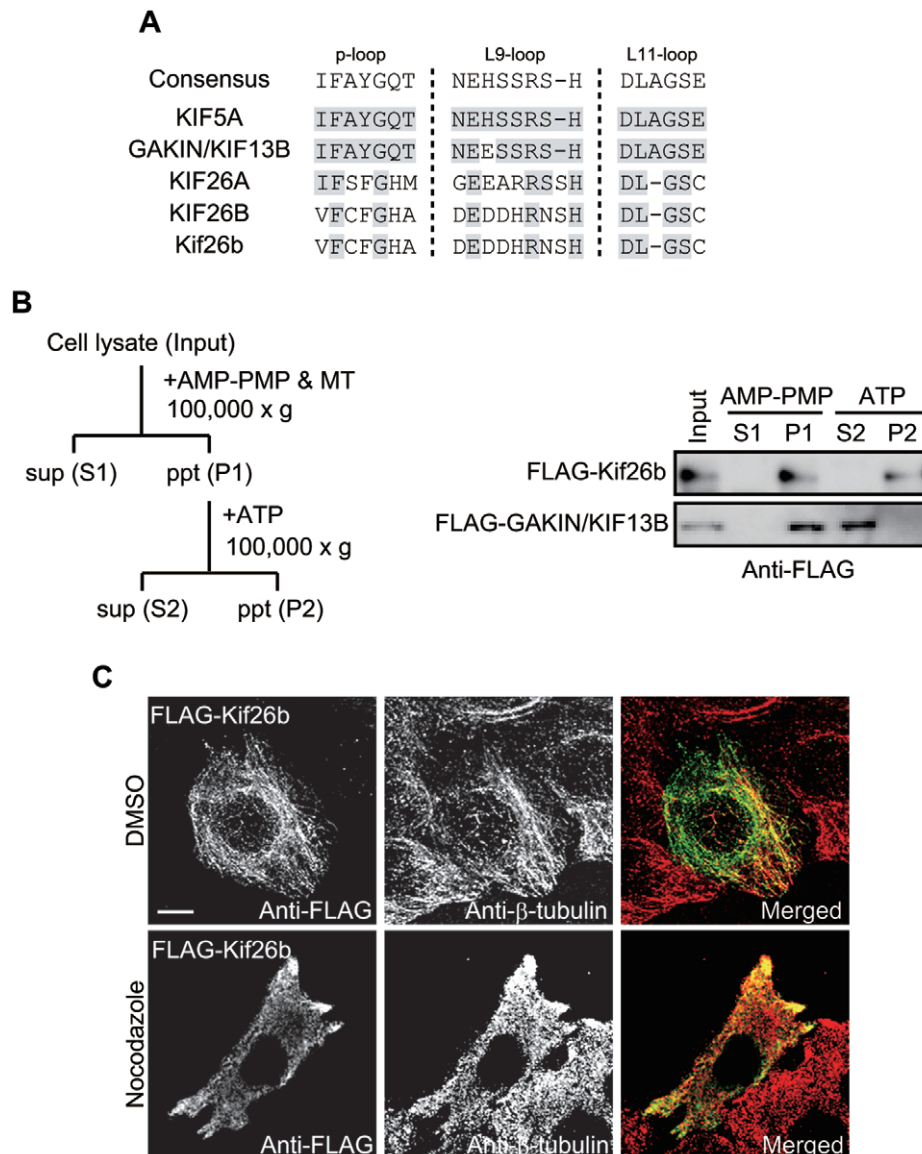 A
p-loop L9-loop L11-loop
Consensus IFAYGQT NEHSSRS-H DLAGSE
KIF5A IFAYGQT NEHSSRS-H DLAGSE
GAKIN/KIF13B IFAYGQT NEESSRS-H DLAGSE
KIF26A IFSFGHM GEEARRSSH DL-GSC
KIF26B VFCFGHA DEDDHRNSH DL-GSC
Kif26b VFCFGHA DEDDHRNSH DL-GSC
B
Cell lysate (Input)
+AMP-PMP & MT
100,000 x g
sup (S1) ppt (P1)
+ATP
100,000 x g
sup (S2) ppt (P2)
Input AMP-PMP ATP
S1 P1 S2 P2
FLAG-Kif26b
FLAG-GAKIN/KIF13B
Anti-FLAG
C
DMSO
FLAG-Kif26b
Anti-FLAG Anti-β-tubulin Merged
Nocodazole
FLAG-Kif26b
Anti-FLAG Anti-β-tubulin Merged